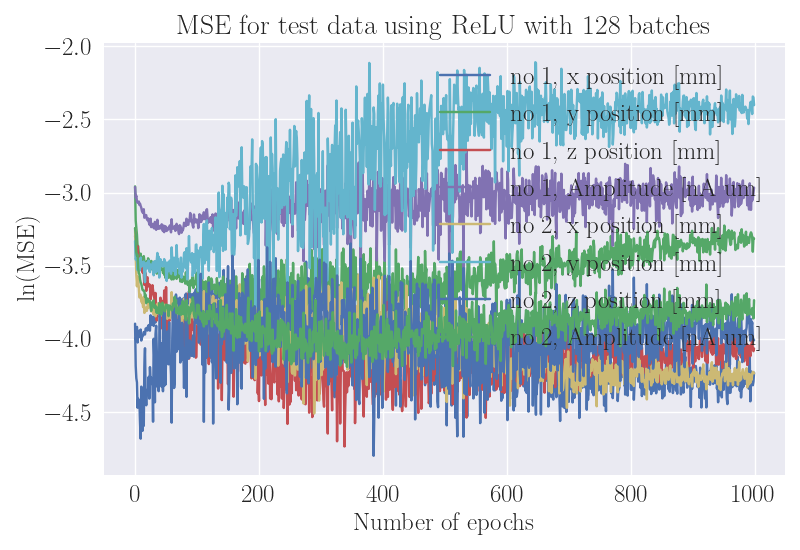 MSE for test data using ReLU with 128 batches
−2.0
−2.5
−3.0
−3.5
−4.0
−4.5
ln(MSE)
no 1, x position [mm]
no 1, y position [mm]
no 1, z position [mm]
no 1, Amplitude [nA um]
no 2, x position [mm]
no 2, y position [mm]
no 2, z position [mm]
no 2, Amplitude [nA um]
0 200 400 600 800 1000
Number of epochs